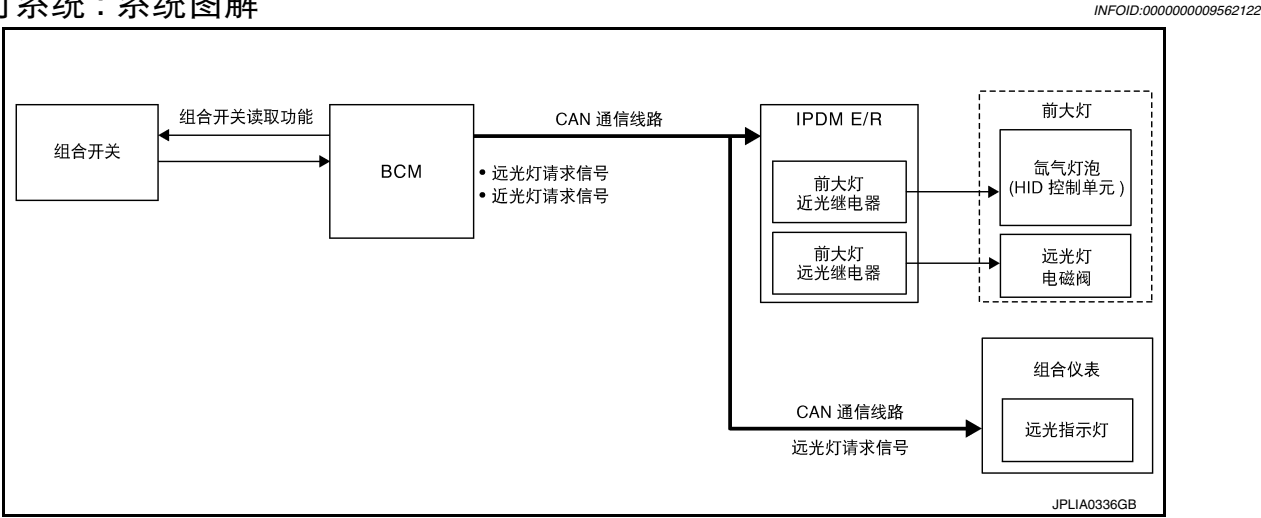 灯系统 : 系统图解
INFOID:0000000009562122
组合开关
组合开关读取功能
BCM
CAN 通信线路
• 远光灯请求信号
• 近光灯请求信号
IPDM E/R
前大灯
近光继电器
前大灯
远光继电器
前大灯
氙气灯泡
(HID 控制单元 )
远光灯
电磁阀
CAN 通信线路
远光灯请求信号
组合仪表
远光指示灯
JPLIA0336GB